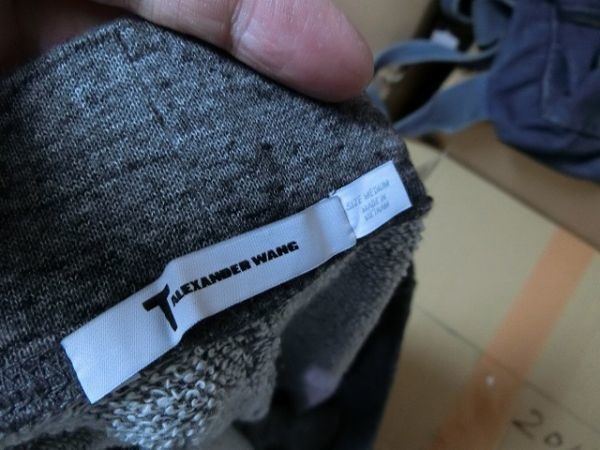 T ALEXANDER WANG
SIZE MEDIUM
MADE IN
VIETNAM